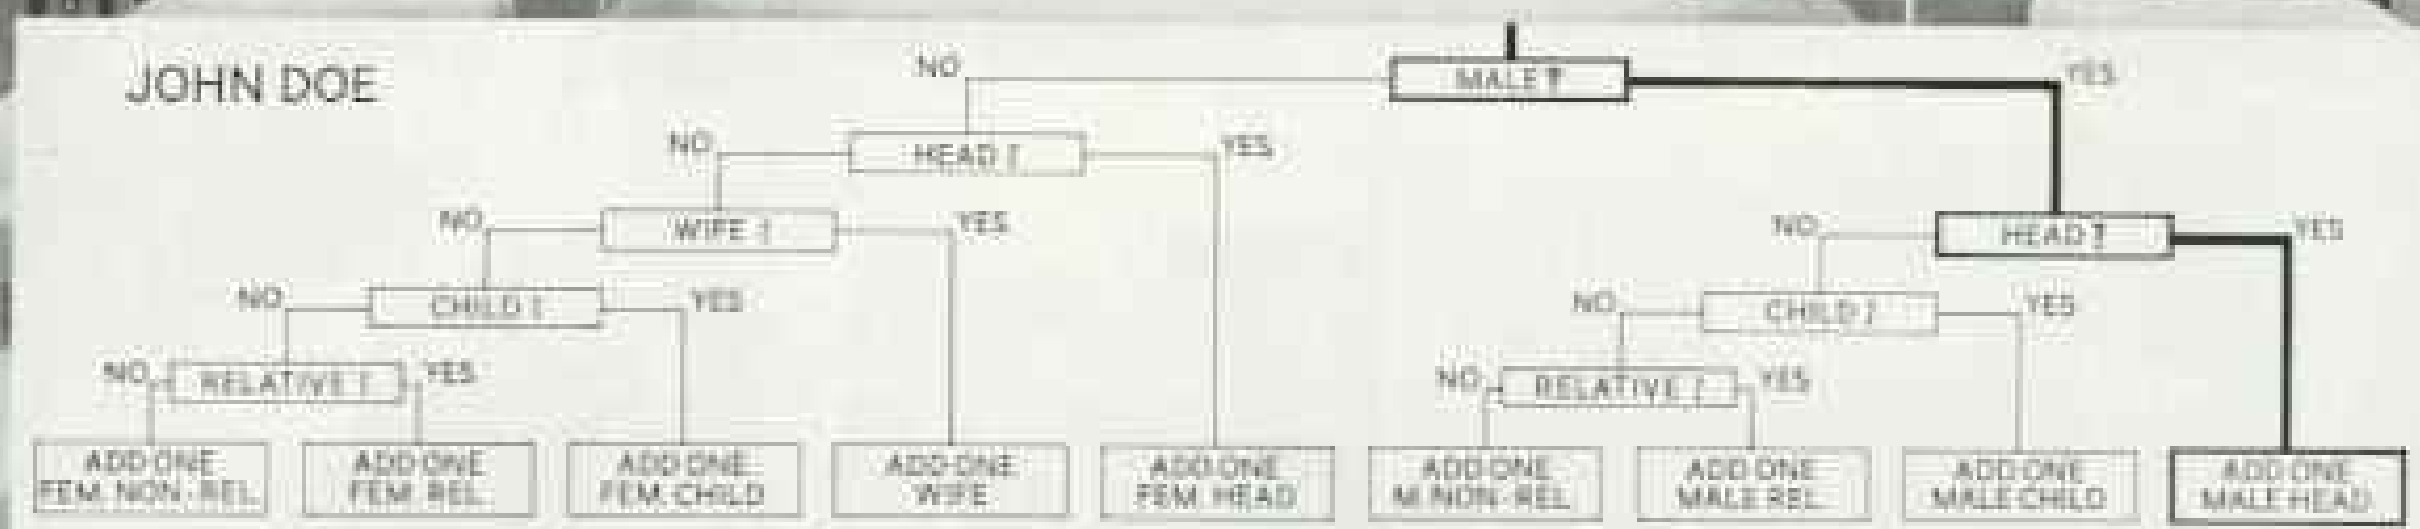 JOHN DOE
NO
MALE?
YES
NO
HEAD?
YES
NO
WIFE?
YES
NO
HEAD?
YES
NO
CHILD?
YES
NO
CHILD?
YES
NO
RELATIVE?
YES
NO
RELATIVE?
YES
ADD ONE
FEM. NON-REL.
ADD ONE
FEM. REL.
ADD ONE
FEM. CHILD
ADD ONE
WIFE
ADD ONE
FEM. HEAD
ADD ONE
M.NON-REL.
ADD ONE
MALE REL.
ADD ONE
MALE CHILD
ADD ONE
MALE HEAD